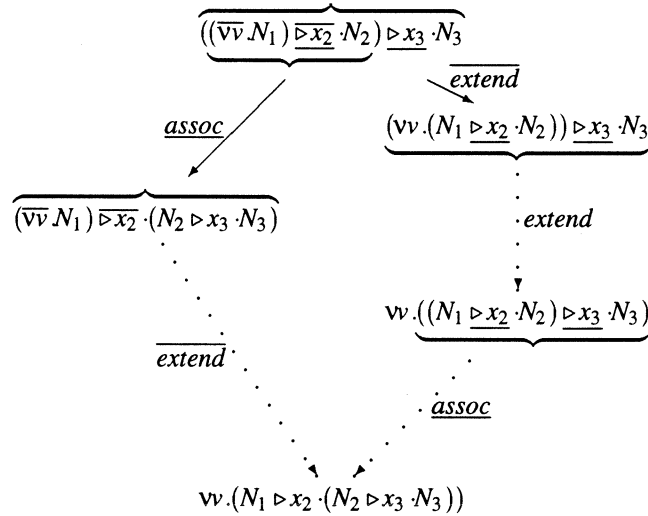 ((νν.N₁) ▷x₂ ·N₂) ▷x₃ ·N₃
extend
assoc
(νν.(N₁ ▷x₂ ·N₂)) ▷x₃ ·N₃
(νν.N₁) ▷x₂ ·(N₂ ▷x₃ ·N₃)
extend
νν.((N₁ ▷x₂ ·N₂) ▷x₃ ·N₃)
extend
assoc
νν.(N₁ ▷x₂ ·(N₂ ▷x₃ ·N₃))